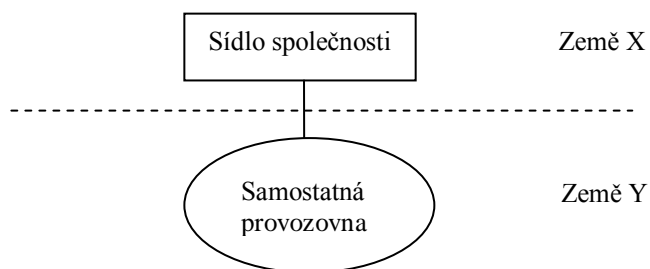 Sídlo společnosti
Země X
Samostatná
provozovna
Země Y